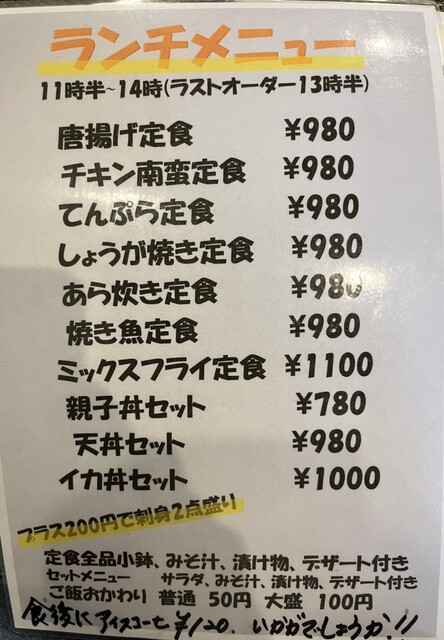 ランチメニュー
11時半~14時(ラストオーダー13時半)
唐揚げ定食 ¥980
チキン南蛮定食 ¥980
てんぷら定食 ¥980
しょうが焼き定食 ¥980
あら炊き定食 ¥980
焼き魚定食 ¥980
ミックスフライ定食 ¥1100
親子丼セット ¥780
天丼セット ¥980
イカ丼セット ¥1000
プラス200円で刺身2点盛り
定食全品小鉢、みそ汁、漬け物、デザート付き
セットメニュー サラダ、みそ汁、漬け物、デザート付き
ご飯おかわり 普通 50円 大盛 100円
食後にアイスコーヒ ¥120. いかがでしょうか!!